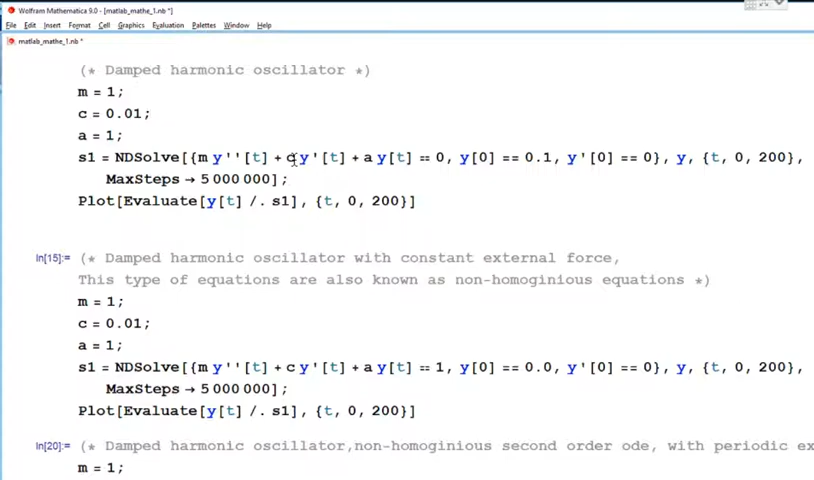 Wolfram Mathematica 9.0 - [matlab_mathe_1.nb *]
File Edit Insert Format Cell Graphics Evaluation Palettes Window Help
matlab_mathe_1.nb *
(* Damped harmonic oscillator *)
m = 1;
c = 0.01;
a = 1;
s1 = NDSolve[{m y''[t] + c y'[t] + a y[t] == 0, y[0] == 0.1, y'[0] == 0}, y, {t, 0, 200},
MaxSteps → 5 000 000];
Plot[Evaluate[y[t] /. s1], {t, 0, 200}]
In[15]:= (* Damped harmonic oscillator with constant external force,
This type of equations are also known as non-homoginious equations *)
m = 1;
c = 0.01;
a = 1;
s1 = NDSolve[{m y''[t] + c y'[t] + a y[t] == 1, y[0] == 0.0, y'[0] == 0}, y, {t, 0, 200},
MaxSteps → 5 000 000];
Plot[Evaluate[y[t] /. s1], {t, 0, 200}]
In[20]:= (* Damped harmonic oscillator,non-homoginious second order ode, with periodic ex
m = 1;